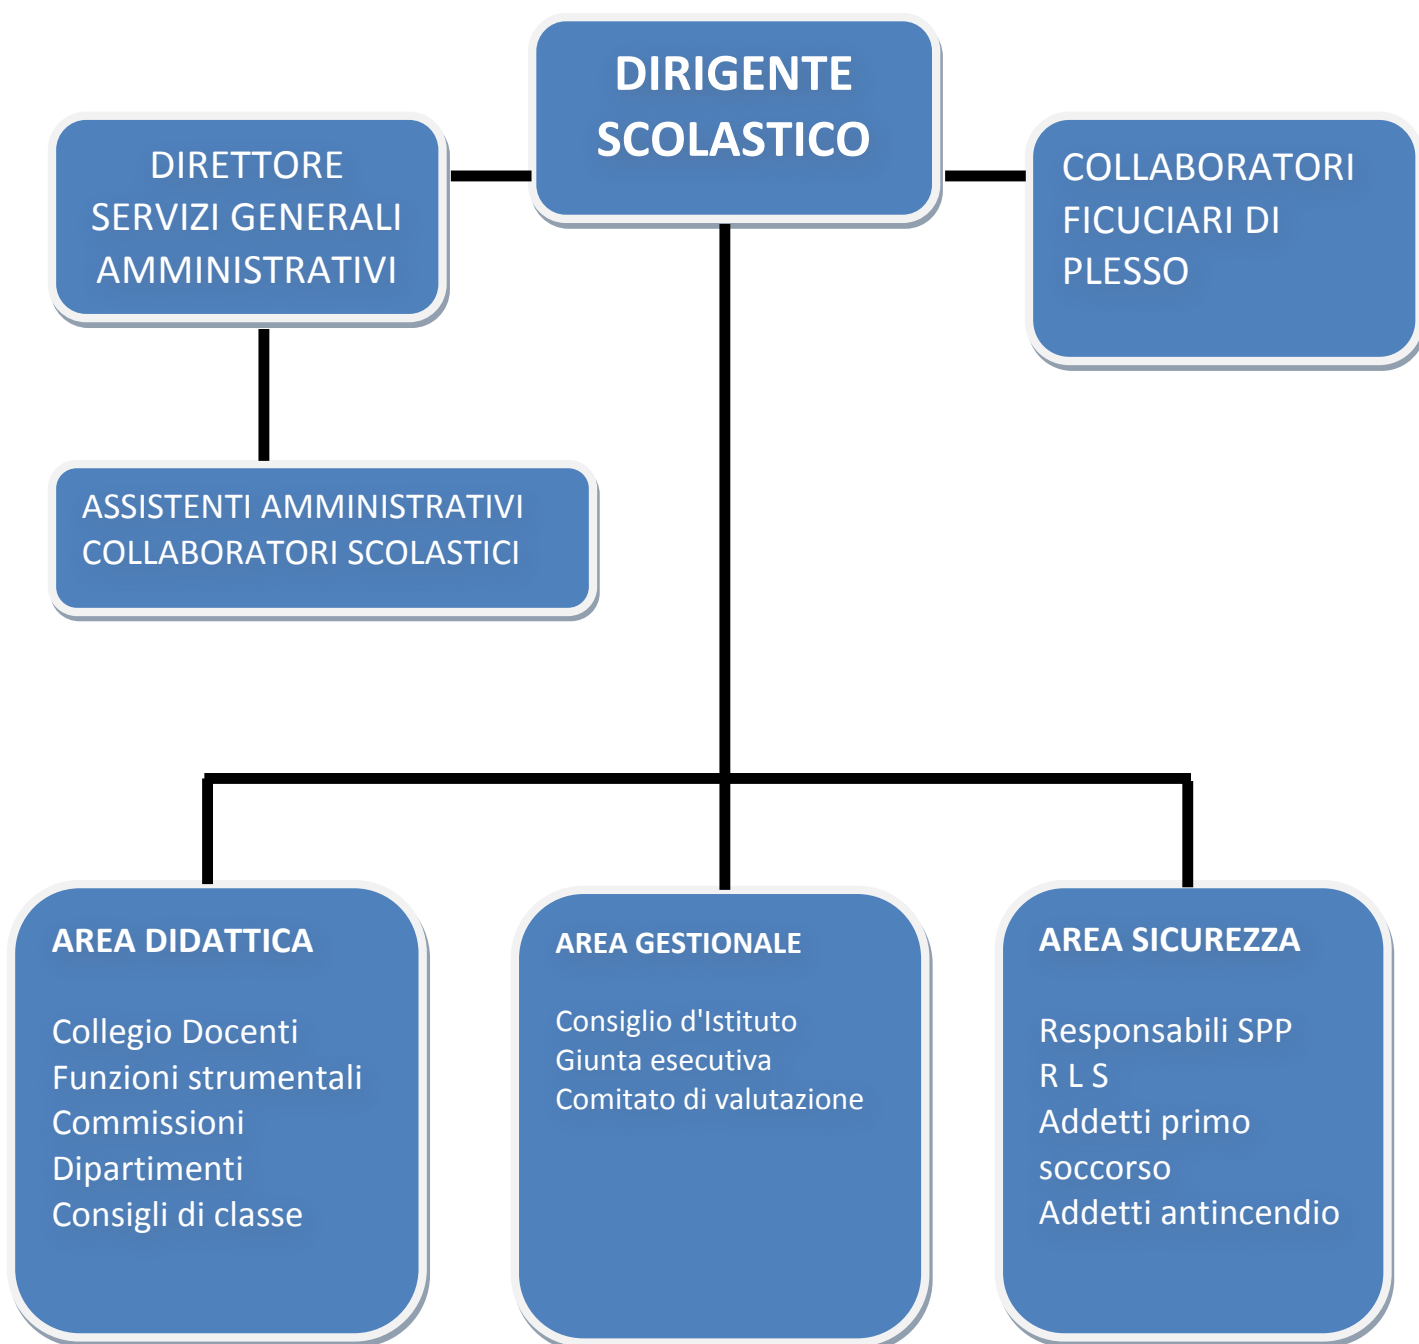 DIRIGENTE
SCOLASTICO
DIRETTORE
SERVIZI GENERALI
AMMINISTRATIVI
COLLABORATORI
FICUCIARI DI
PLESSO
ASSISTENTI AMMINISTRATIVI
COLLABORATORI SCOLASTICI
AREA DIDATTICA
Collegio Docenti
Funzioni strumentali
Commissioni
Dipartimenti
Consigli di classe
AREA GESTIONALE
Consiglio d'Istituto
Giunta esecutiva
Comitato di valutazione
AREA SICUREZZA
Responsabili SPP
R L S
Addetti primo
soccorso
Addetti antincendio